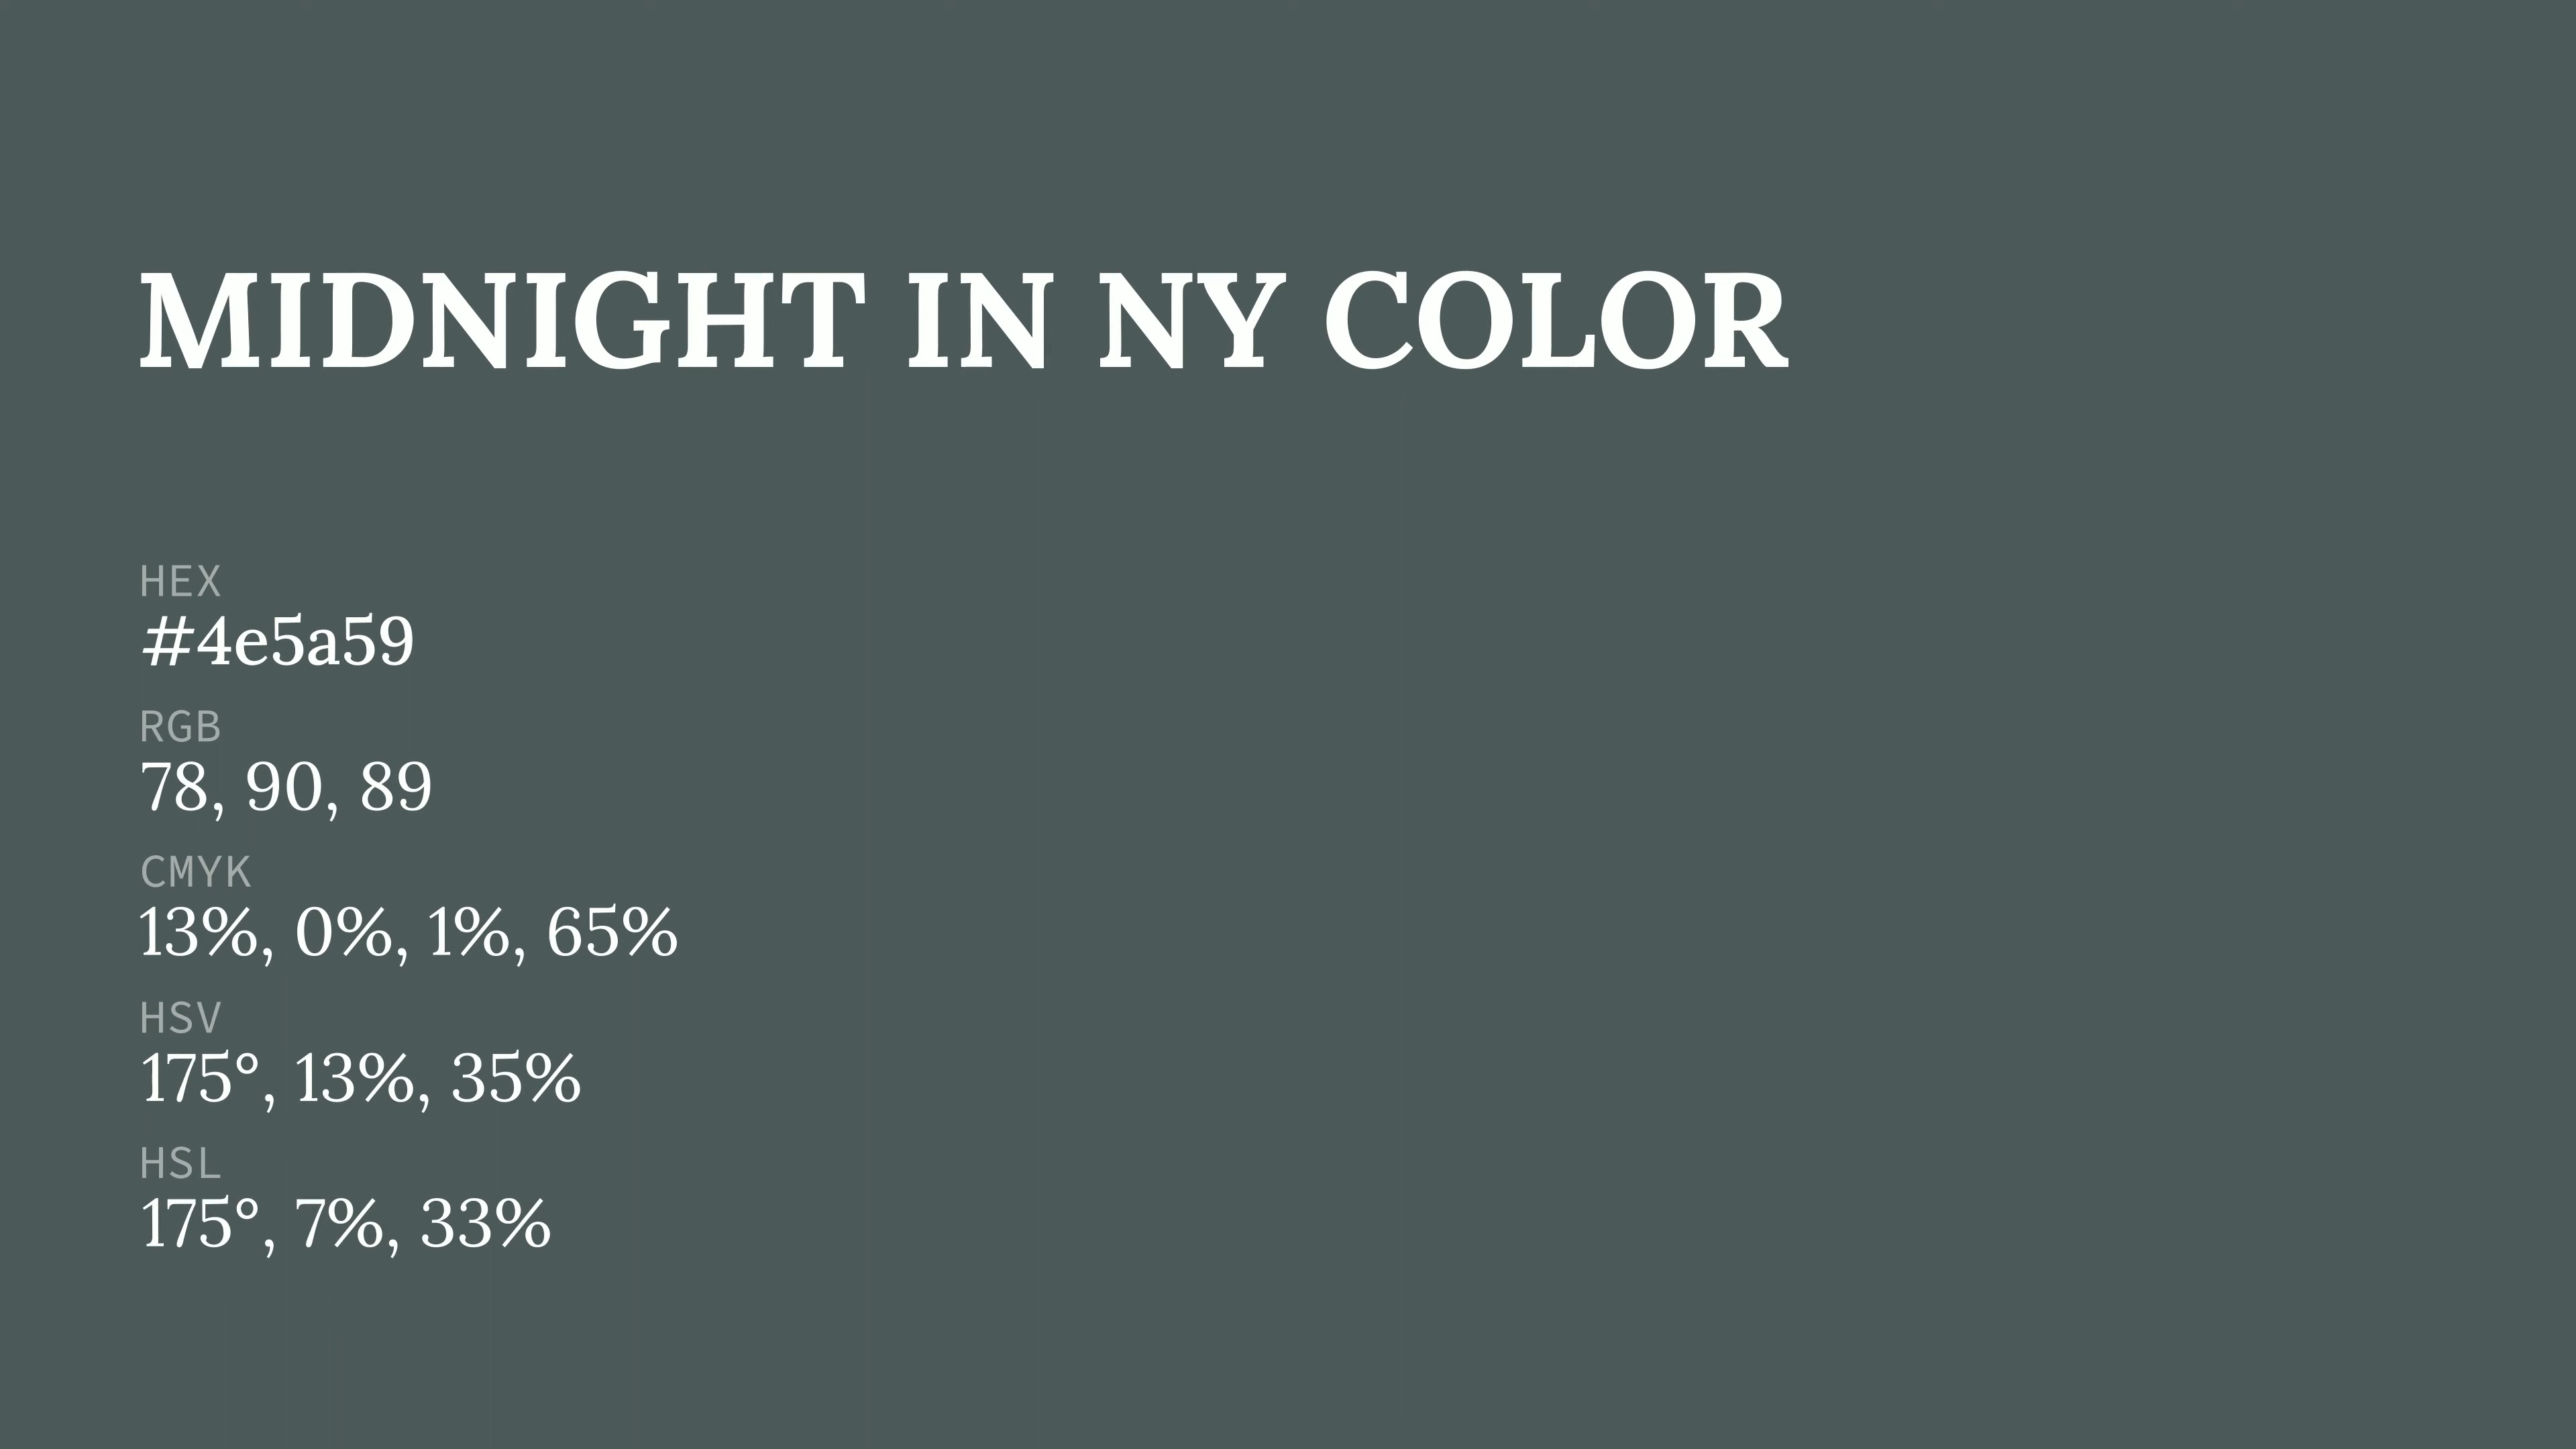 MIDNIGHT IN NY COLOR
HEX
#4e5a59
RGB
78, 90, 89
CMYK
13%, 0%, 1%, 65%
HSV
175°, 13%, 35%
HSL
175°, 7%, 33%